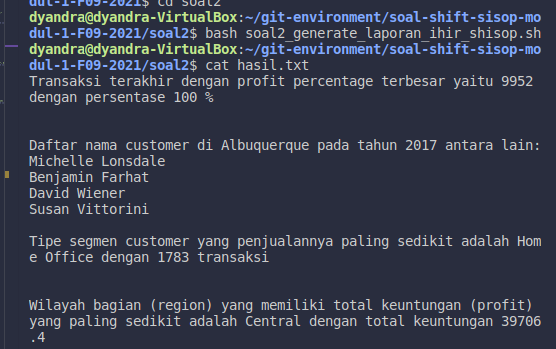 dul-1-F09-2021$ cd soal2
dyandra@dyandra-VirtualBox:~/git-environment/soal-shift-sisop-mo
dul-1-F09-2021/soal2$ bash soal2_generate_laporan_ihir_shisop.sh
dyandra@dyandra-VirtualBox:~/git-environment/soal-shift-sisop-mo
dul-1-F09-2021/soal2$ cat hasil.txt
Transaksi terakhir dengan profit percentage terbesar yaitu 9952
dengan persentase 100 %
Daftar nama customer di Albuquerque pada tahun 2017 antara lain:
Michelle Lonsdale
Benjamin Farhat
David Wiener
Susan Vittorini
Tipe segmen customer yang penjualannya paling sedikit adalah Hom
e Office dengan 1783 transaksi
Wilayah bagian (region) yang memiliki total keuntungan (profit)
yang paling sedikit adalah Central dengan total keuntungan 39706
.4